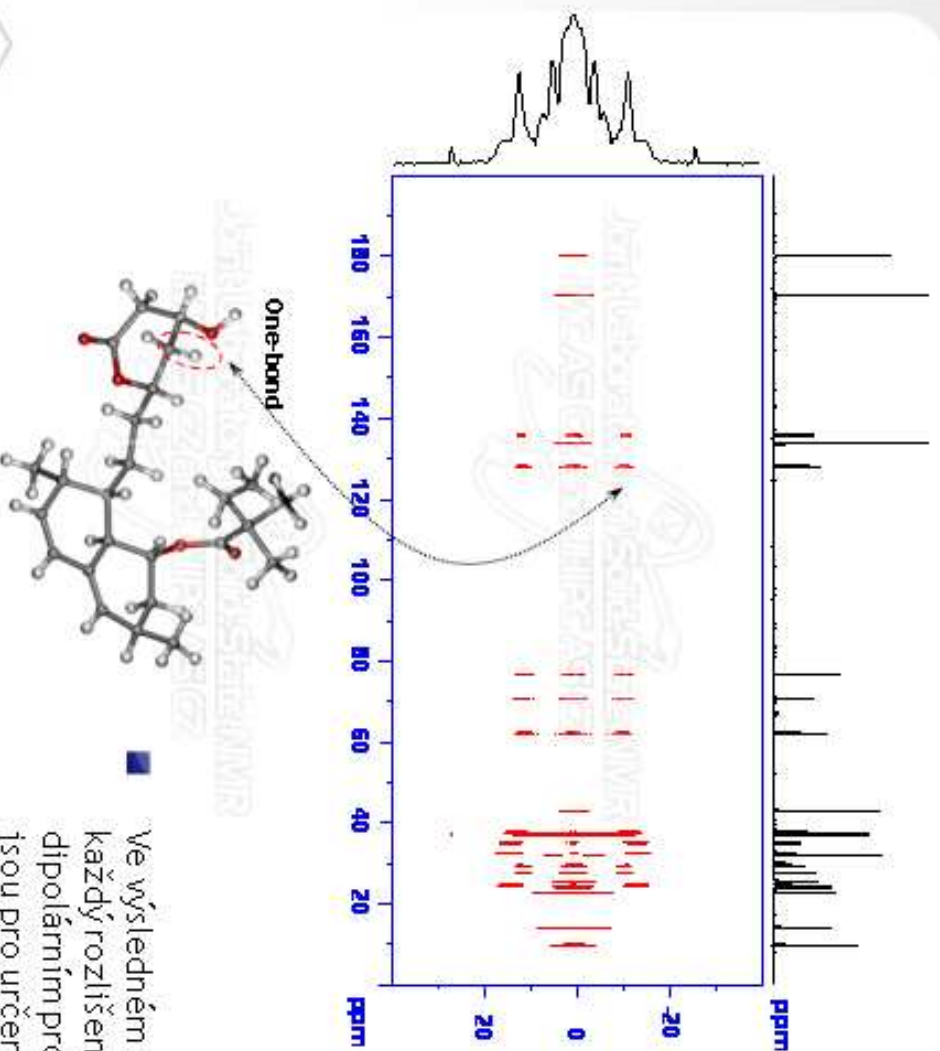 One-bond
180 160 140 120 100 80 60 40 20 ppm
20 0 -20 ppm
Ve výsledném
každý rozlišen
dipolárním pro
jsou pro určen